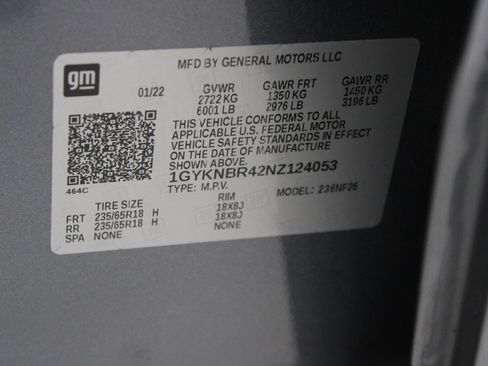 gm
MFD BY GENERAL MOTORS LLC
01/22 GVWR GAWR FRT GAWR RR
2722 KG 1350 KG 1450 KG
6001 LB 2976 LB 3196 LB
THIS VEHICLE CONFORMS TO ALL
APPLICABLE U.S. FEDERAL MOTOR
VEHICLE SAFETY STANDARDS IN EFFECT
ON THE DATE OF MANUFACTURE
SHOWN ABOVE.
1GYKNBR42NZ124053
464C TYPE: M.P.V. MODEL: 236NF26
TIRE SIZE RIM
FRT 235/65R18 H 18X8J
RR 235/65R18 H 18X8J
SPA NONE NONE